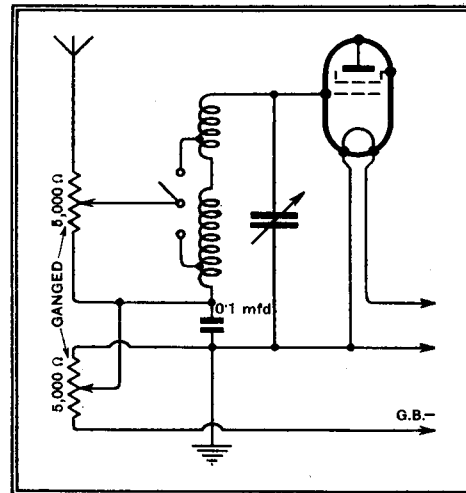 5,000 Ω
GANGED
5,000 Ω
0·1 mfd
G.B.–